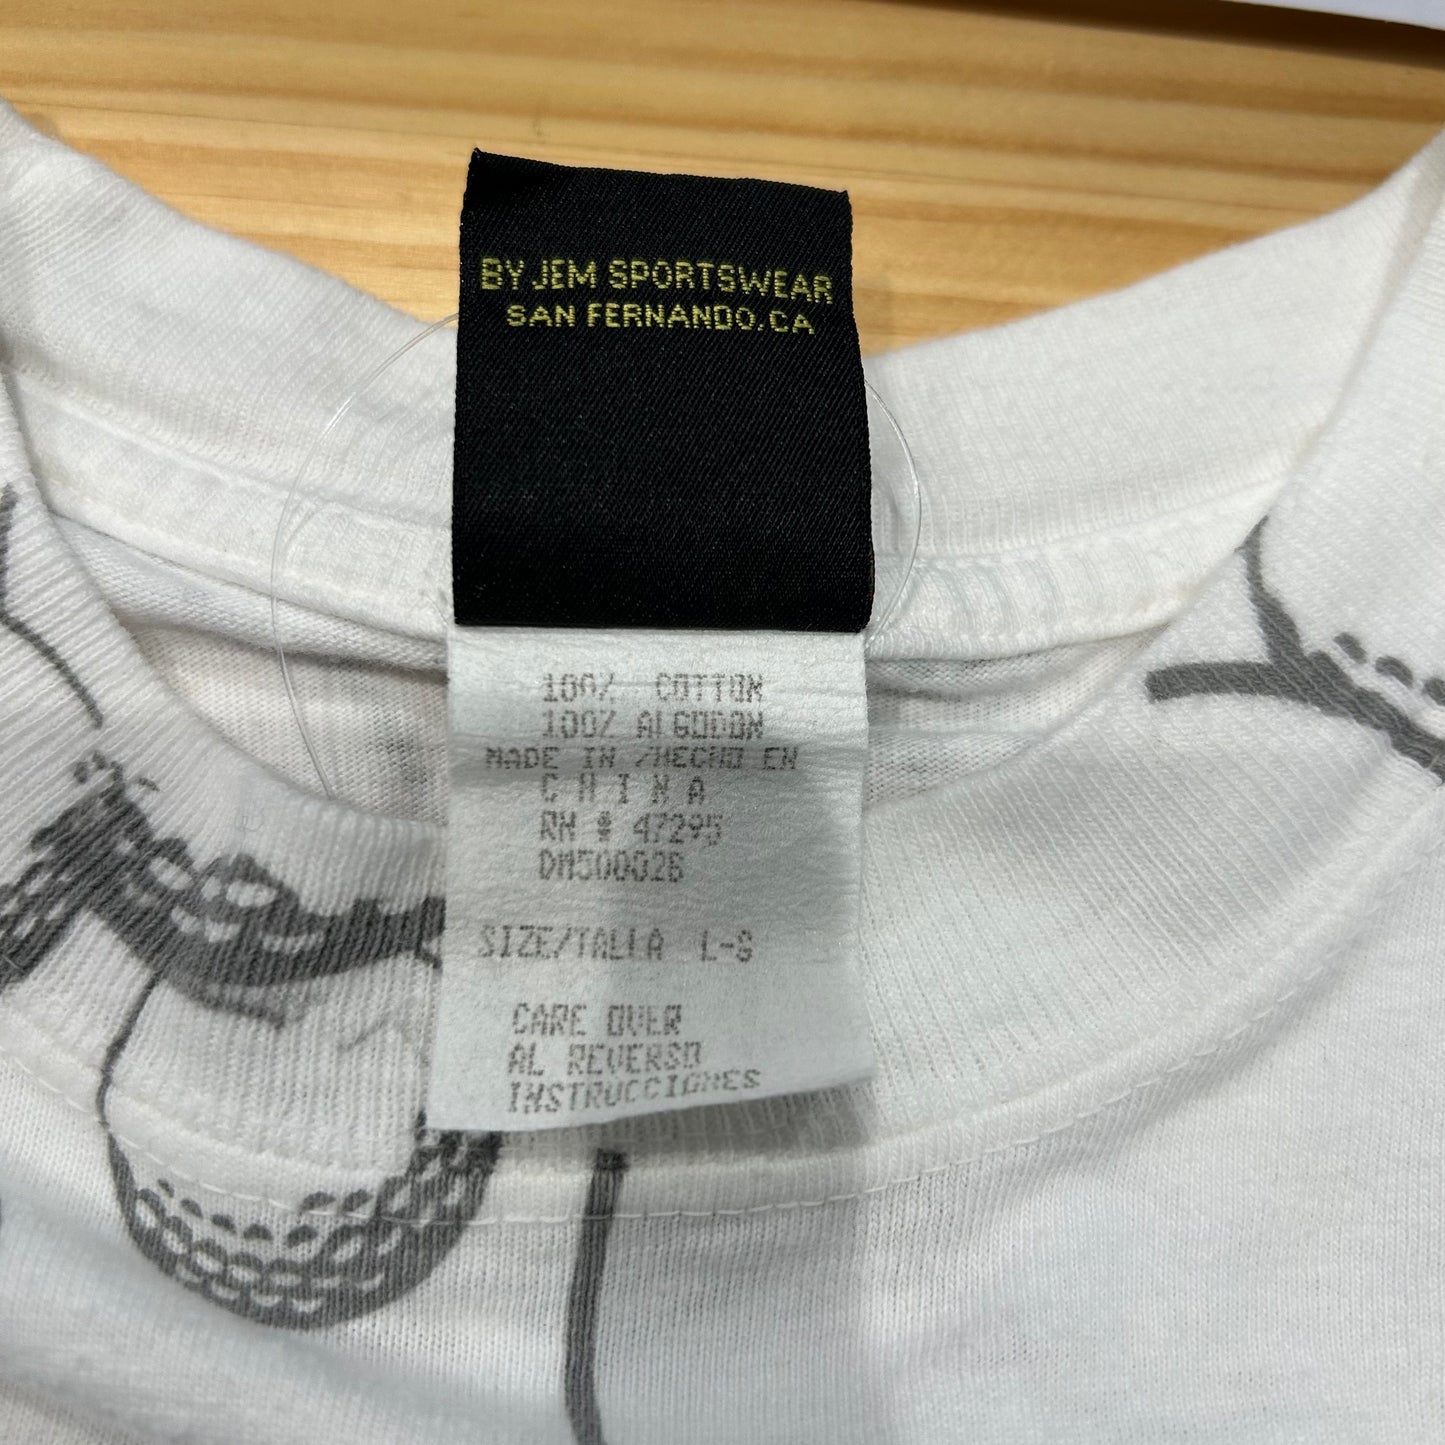 BY JEM SPORTSWEAR
SAN FERNANDO, CA
100% COTTON
100% ALGODON
MADE IN /HECHO EN
CHINA
RN # 47295
DM500026
SIZE/TALLA L-G
CARE OVER
AL REVERSO
INSTRUCCIONES